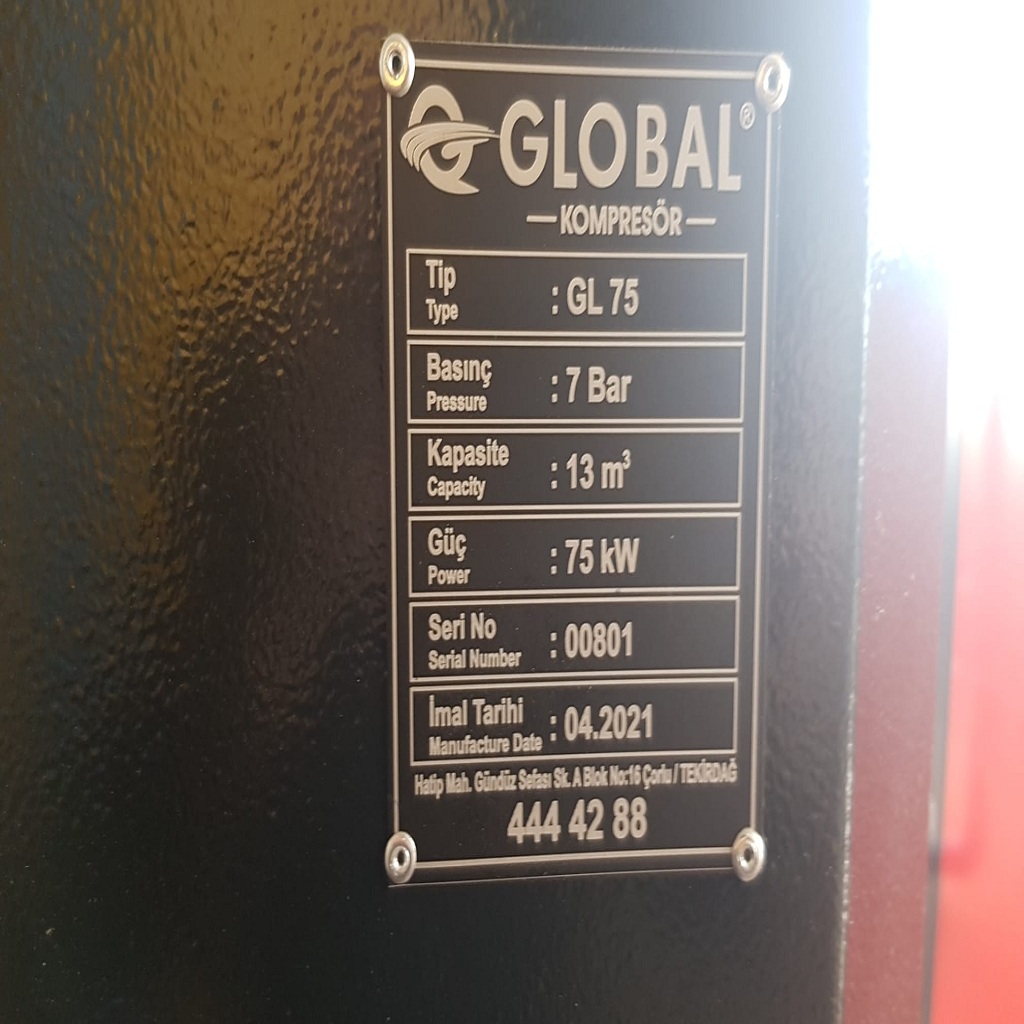 GLOBAL®
KOMPRESÖR
Tip
Type : GL 75
Basınç
Pressure : 7 Bar
Kapasite
Capacity : 13 m³
Güç
Power : 75 kW
Seri No
Serial Number : 00801
İmal Tarihi
Manufacture Date : 04.2021
Hatip Mah. Gündüz Sefası Sk. A Blok No:16 Çorlu / TEKİRDAĞ
444 42 88